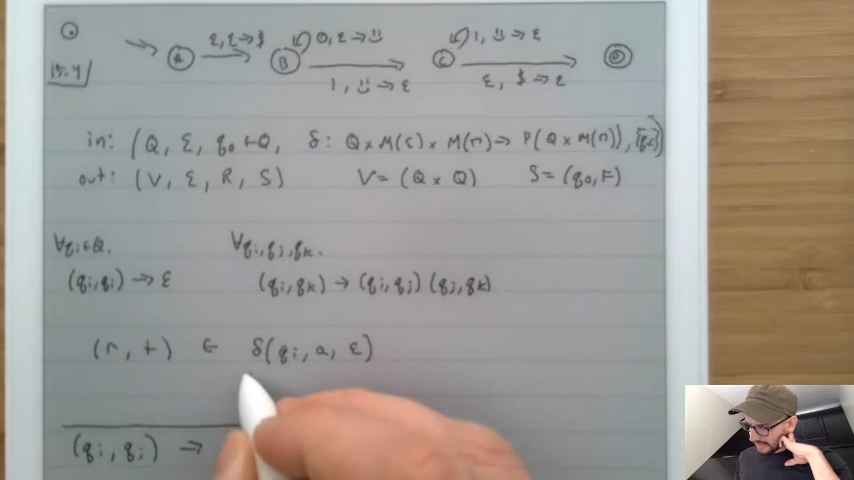 ε, ε→$ 0, ε→☺ 1, ☺→ε
A B C D
15-4/ 1, ☺→ε ε, $→ε
in: (Q, Σ, q₀∈Q, δ: Q×M(Σ)×M(Γ)→P(Q×M(Γ)), {qf})
out: (V, Σ, R, S) V=(Q×Q) S=(q₀,F)
∀qi∈Q. ∀qi,qj,qk.
(qi,qi)→ε (qi,qk)→(qi,qj)(qj,qk)
(r, t) ∈ δ(qi, a, ε)
(qi, qj) →